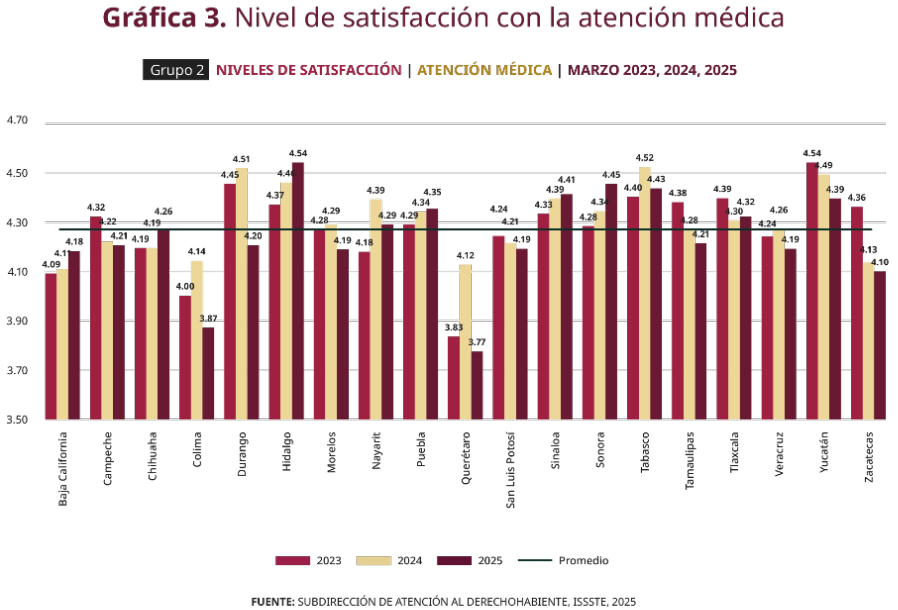 Gráfica 3. Nivel de satisfacción con la atención médica
Grupo 2 NIVELES DE SATISFACCIÓN | ATENCIÓN MÉDICA | MARZO 2023, 2024, 2025
4.70
4.50
4.30
4.10
3.90
3.70
3.50
4.09 4.11 4.18
4.32 4.22 4.21
4.19 4.19 4.26
4.00 4.14 3.87
4.45 4.51 4.20
4.37 4.46 4.54
4.28 4.29 4.19
4.18 4.39 4.29
4.29 4.34 4.35
3.83 4.12 3.77
4.24 4.21 4.19
4.33 4.39 4.41
4.28 4.34 4.45
4.40 4.52 4.43
4.38 4.28 4.21
4.39 4.30 4.32
4.24 4.26 4.19
4.54 4.49 4.39
4.36 4.13 4.10
Baja California
Campeche
Chihuaha
Colima
Durango
Hidalgo
Morelos
Nayarit
Puebla
Querétaro
San Luis Potosí
Sinaloa
Sonora
Tabasco
Tamaulipas
Tlaxcala
Veracruz
Yucatán
Zacatecas
2023 2024 2025 Promedio
FUENTE: SUBDIRECCIÓN DE ATENCIÓN AL DERECHOHABIENTE, ISSSTE, 2025